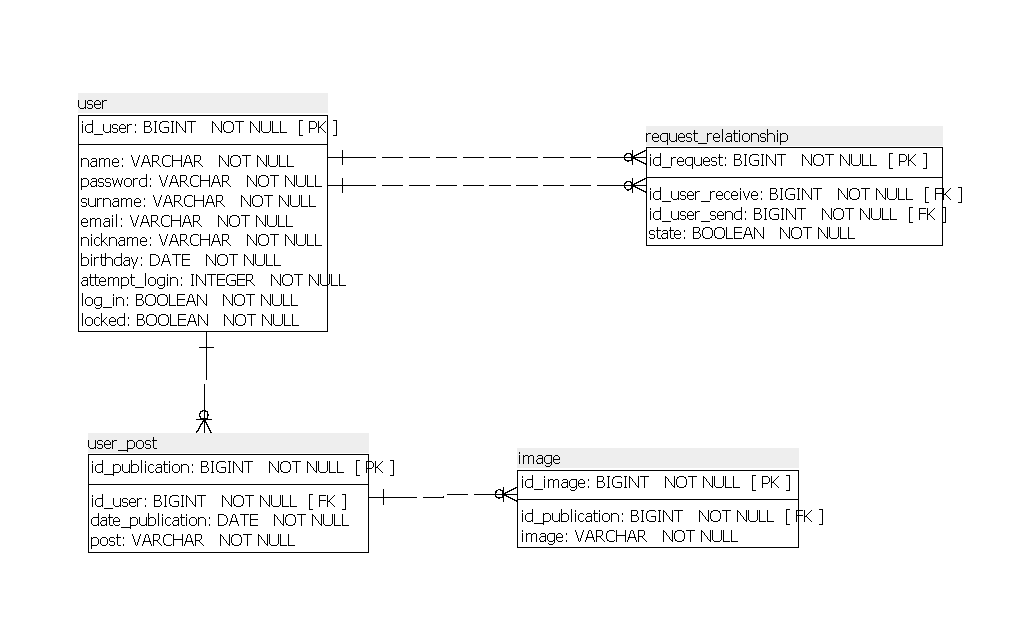 user
id_user: BIGINT NOT NULL [ PK ]
name: VARCHAR NOT NULL
password: VARCHAR NOT NULL
surname: VARCHAR NOT NULL
email: VARCHAR NOT NULL
nickname: VARCHAR NOT NULL
birthday: DATE NOT NULL
attempt_login: INTEGER NOT NULL
log_in: BOOLEAN NOT NULL
locked: BOOLEAN NOT NULL
request_relationship
id_request: BIGINT NOT NULL [ PK ]
id_user_receive: BIGINT NOT NULL [ FK ]
id_user_send: BIGINT NOT NULL [ FK ]
state: BOOLEAN NOT NULL
user_post
id_publication: BIGINT NOT NULL [ PK ]
id_user: BIGINT NOT NULL [ FK ]
date_publication: DATE NOT NULL
post: VARCHAR NOT NULL
image
id_image: BIGINT NOT NULL [ PK ]
id_publication: BIGINT NOT NULL [ FK ]
image: VARCHAR NOT NULL